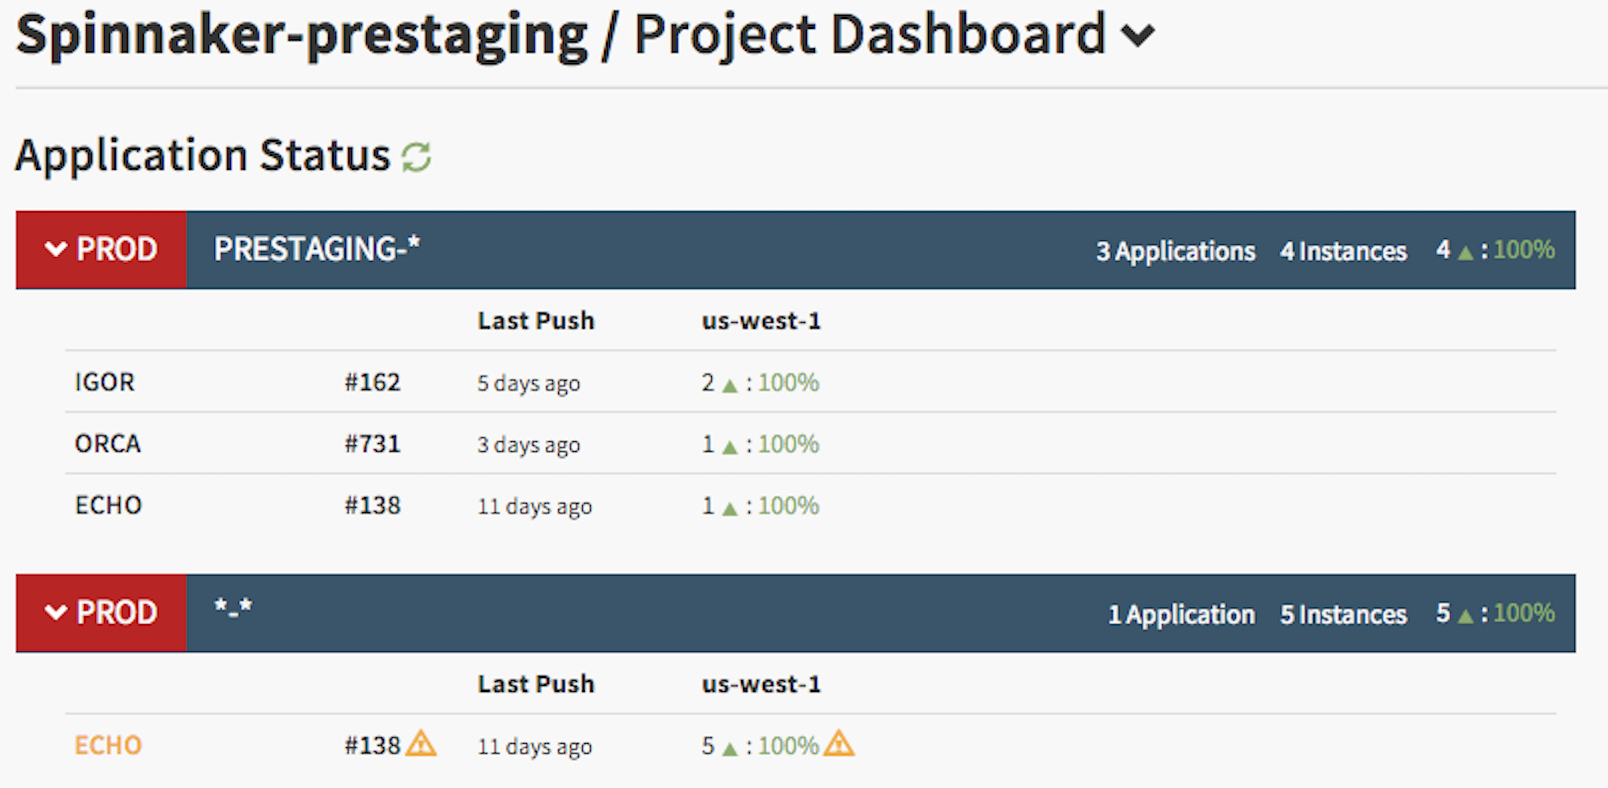 Spinnaker-prestaging / Project Dashboard
Application Status
PROD PRESTAGING-* 3 Applications 4 Instances 4 ▲ : 100%
Last Push us-west-1
IGOR #162 5 days ago 2 ▲ : 100%
ORCA #731 3 days ago 1 ▲ : 100%
ECHO #138 11 days ago 1 ▲ : 100%
PROD *-* 1 Application 5 Instances 5 ▲ : 100%
Last Push us-west-1
ECHO #138 11 days ago 5 ▲ : 100%